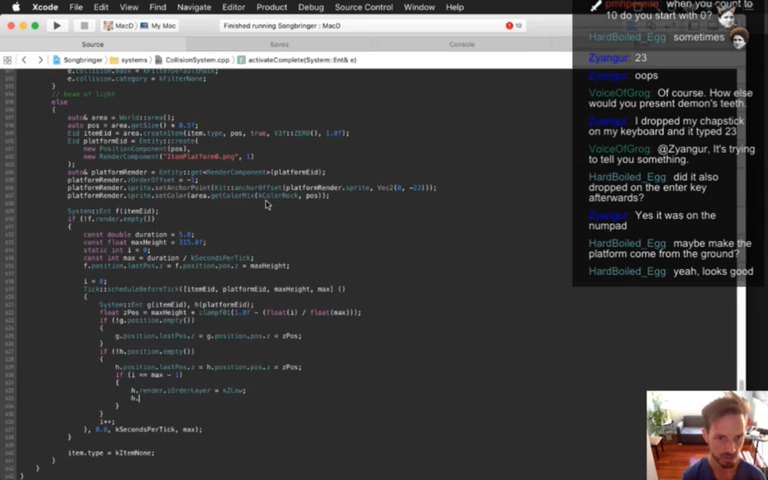 Xcode File Edit View Find Navigate Editor Product Debug Source Control Window Help
MacD My Mac
Finished running Songbringer : MacD
10
Source
Saves
Console
Songbringer systems CollisionSystem.cpp activateComplete(System::Ent& e)
e.collision.mask = kFilterDefaultMask;
e.collision.category = kFilterNone;
}
// beam of light
else
{
auto& area = World::area();
auto pos = area.getSize() * 0.5f;
Eid itemEid = area.createItem(item.type, pos, true, V3f::ZERO(), 1.0f);
Eid platformEid = Entity::create(
new PositionComponent(pos),
new RenderComponent("ItemPlatform0.png", 1)
);
auto& platformRender = Entity::get<RenderComponent>(platformEid);
platformRender.zOrderOffset = -1;
platformRender.sprite.setAnchorPoint(Kit::anchorOffset(platformRender.sprite, Vec2(0, -22)));
platformRender.sprite.setColor(area.getColorMix(kColorRock, pos));
System::Ent f(itemEid);
if (!f.render.empty())
{
const double duration = 5.0;
const float maxHeight = 315.0f;
static int i = 0;
const int max = duration / kSecondsPerTick;
f.position.lastPos.z = f.position.pos.z = maxHeight;
i = 0;
Tick::scheduleBeforeTick([itemEid, platformEid, maxHeight, max] ()
{
System::Ent g(itemEid), h(platformEid);
float zPos = maxHeight * clampf01(1.0f - (float(i) / float(max)));
if (!g.position.empty())
{
g.position.lastPos.z = g.position.pos.z = zPos;
}
if (!h.position.empty())
{
h.position.lastPos.z = h.position.pos.z = zPos;
if (i == max - 1)
{
h.render.zOrderLayer = kZLow;
h.
}
}
i++;
}, 0.0, kSecondsPerTick, max);
}
item.type = kItemNone;
}
}
}
when you count to
10 do you start with 0?
HardBoiled_Egg sometimes
Zyangur: 23
Zyangur: oops
VoiceOfGrog: Of course. How else
would you present demon's teeth.
Zyangur: I dropped my chapstick
on my keyboard and it typed 23
VoiceOfGrog: @Zyangur, It's trying
to tell you something.
HardBoiled_Egg did it also
dropped on the enter key
afterwards?
Zyangur: Yes it was on the
numpad
HardBoiled_Egg maybe make the
platform come from the ground?
HardBoiled_Egg yeah, looks good